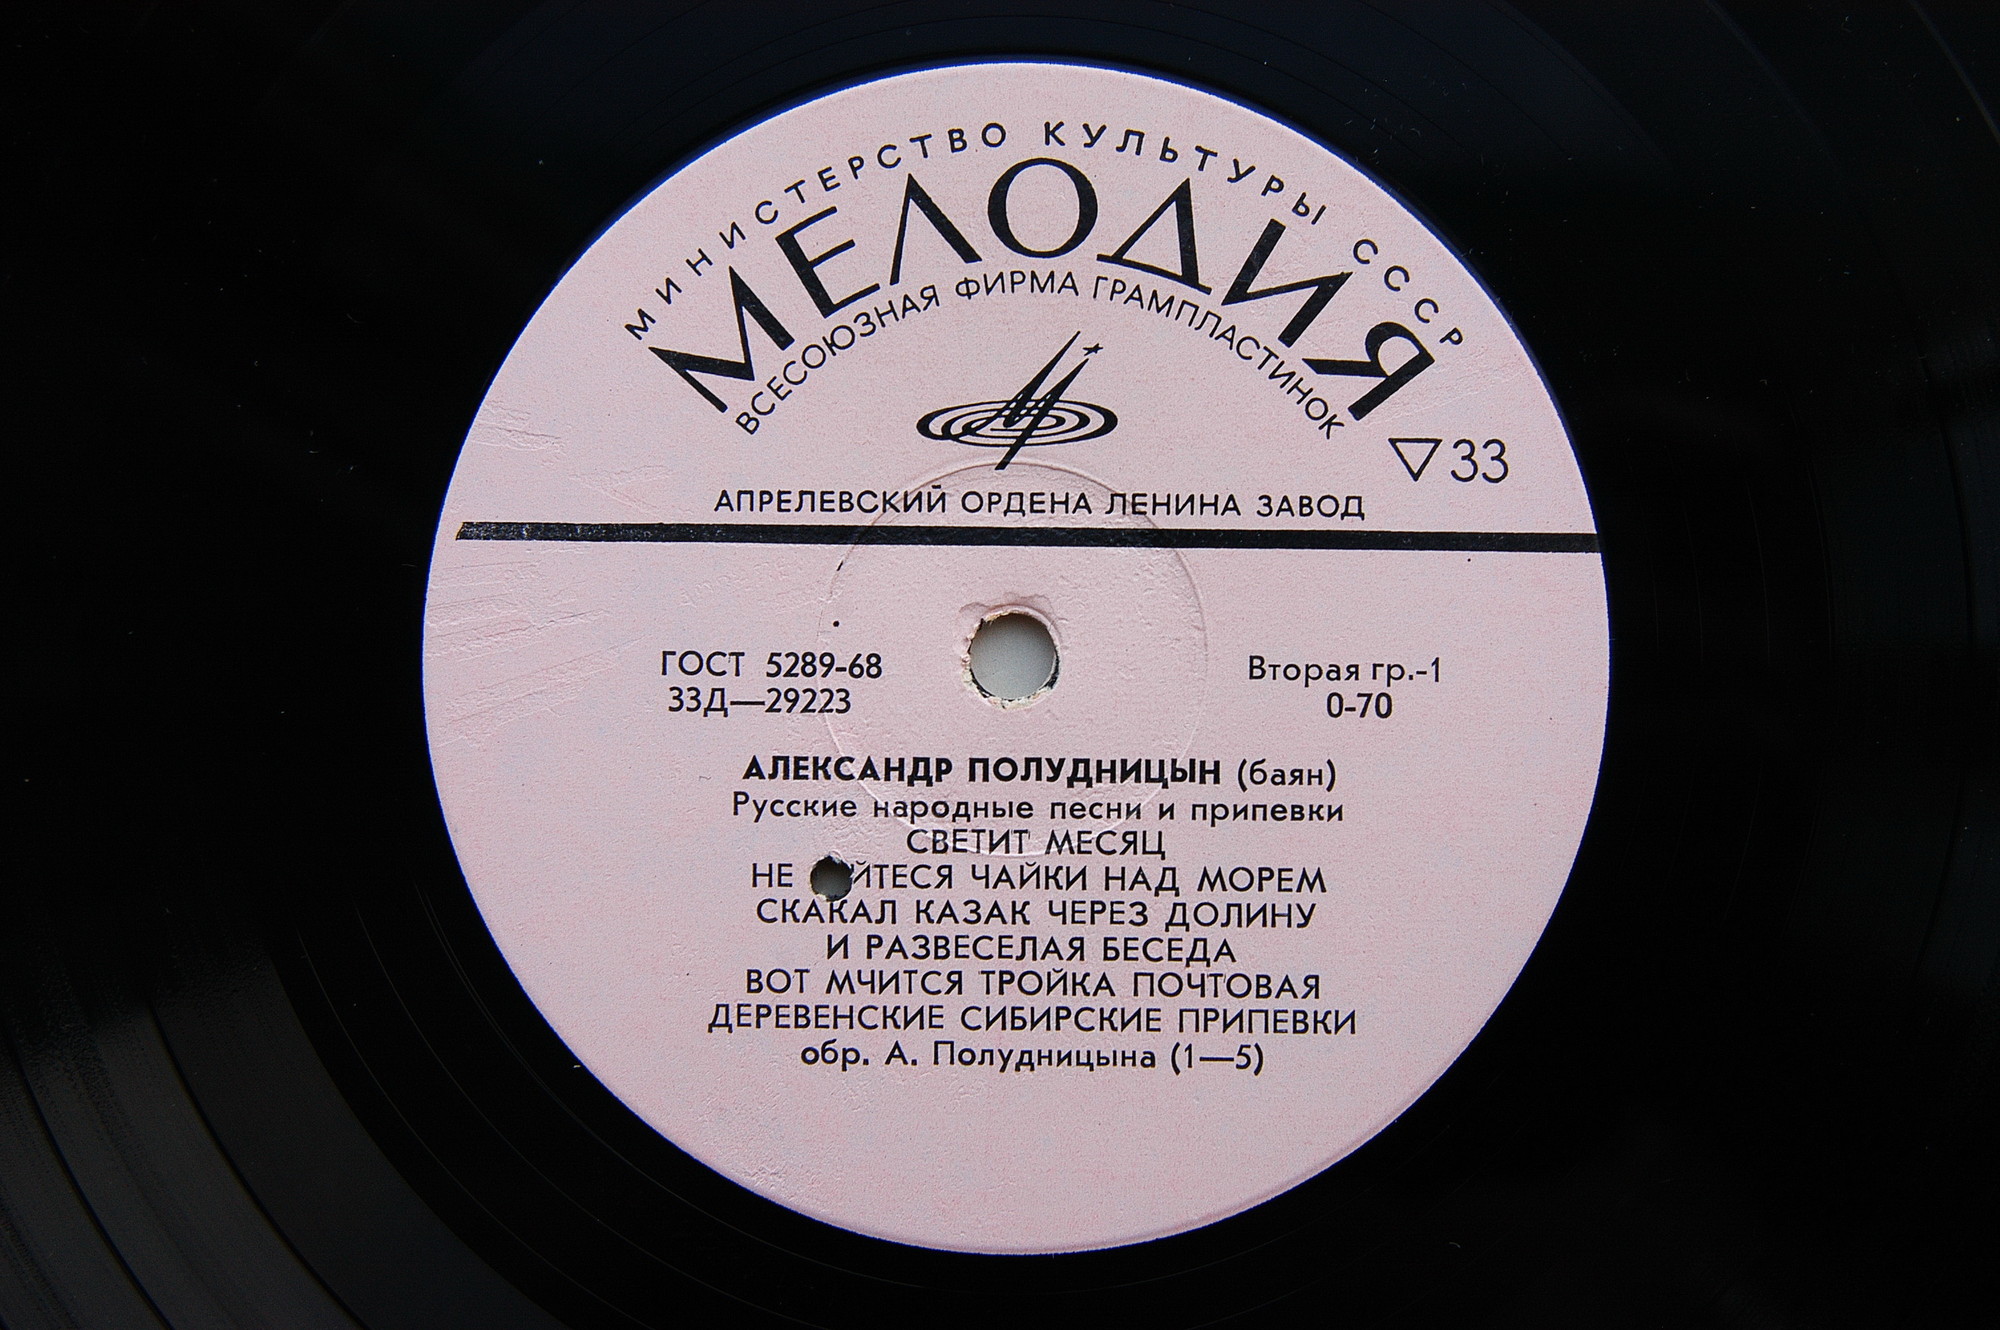 МИНИСТЕРСТВО КУЛЬТУРЫ СССР
МЕЛОДИЯ
ВСЕСОЮЗНАЯ ФИРМА ГРАМПЛАСТИНОК
▽33
АПРЕЛЕВСКИЙ ОРДЕНА ЛЕНИНА ЗАВОД
ГОСТ 5289-68
33Д—29223
Вторая гр.-1
0-70
АЛЕКСАНДР ПОЛУДНИЦЫН (баян)
Русские народные песни и припевки
СВЕТИТ МЕСЯЦ
НЕ ЧАЙКИ НАД МОРЕМ
СКАКАЛ КАЗАК ЧЕРЕЗ ДОЛИНУ
И РАЗВЕСЕЛАЯ БЕСЕДА
ВОТ МЧИТСЯ ТРОЙКА ПОЧТОВАЯ
ДЕРЕВЕНСКИЕ СИБИРСКИЕ ПРИПЕВКИ
обр. А. Полудницына (1—5)